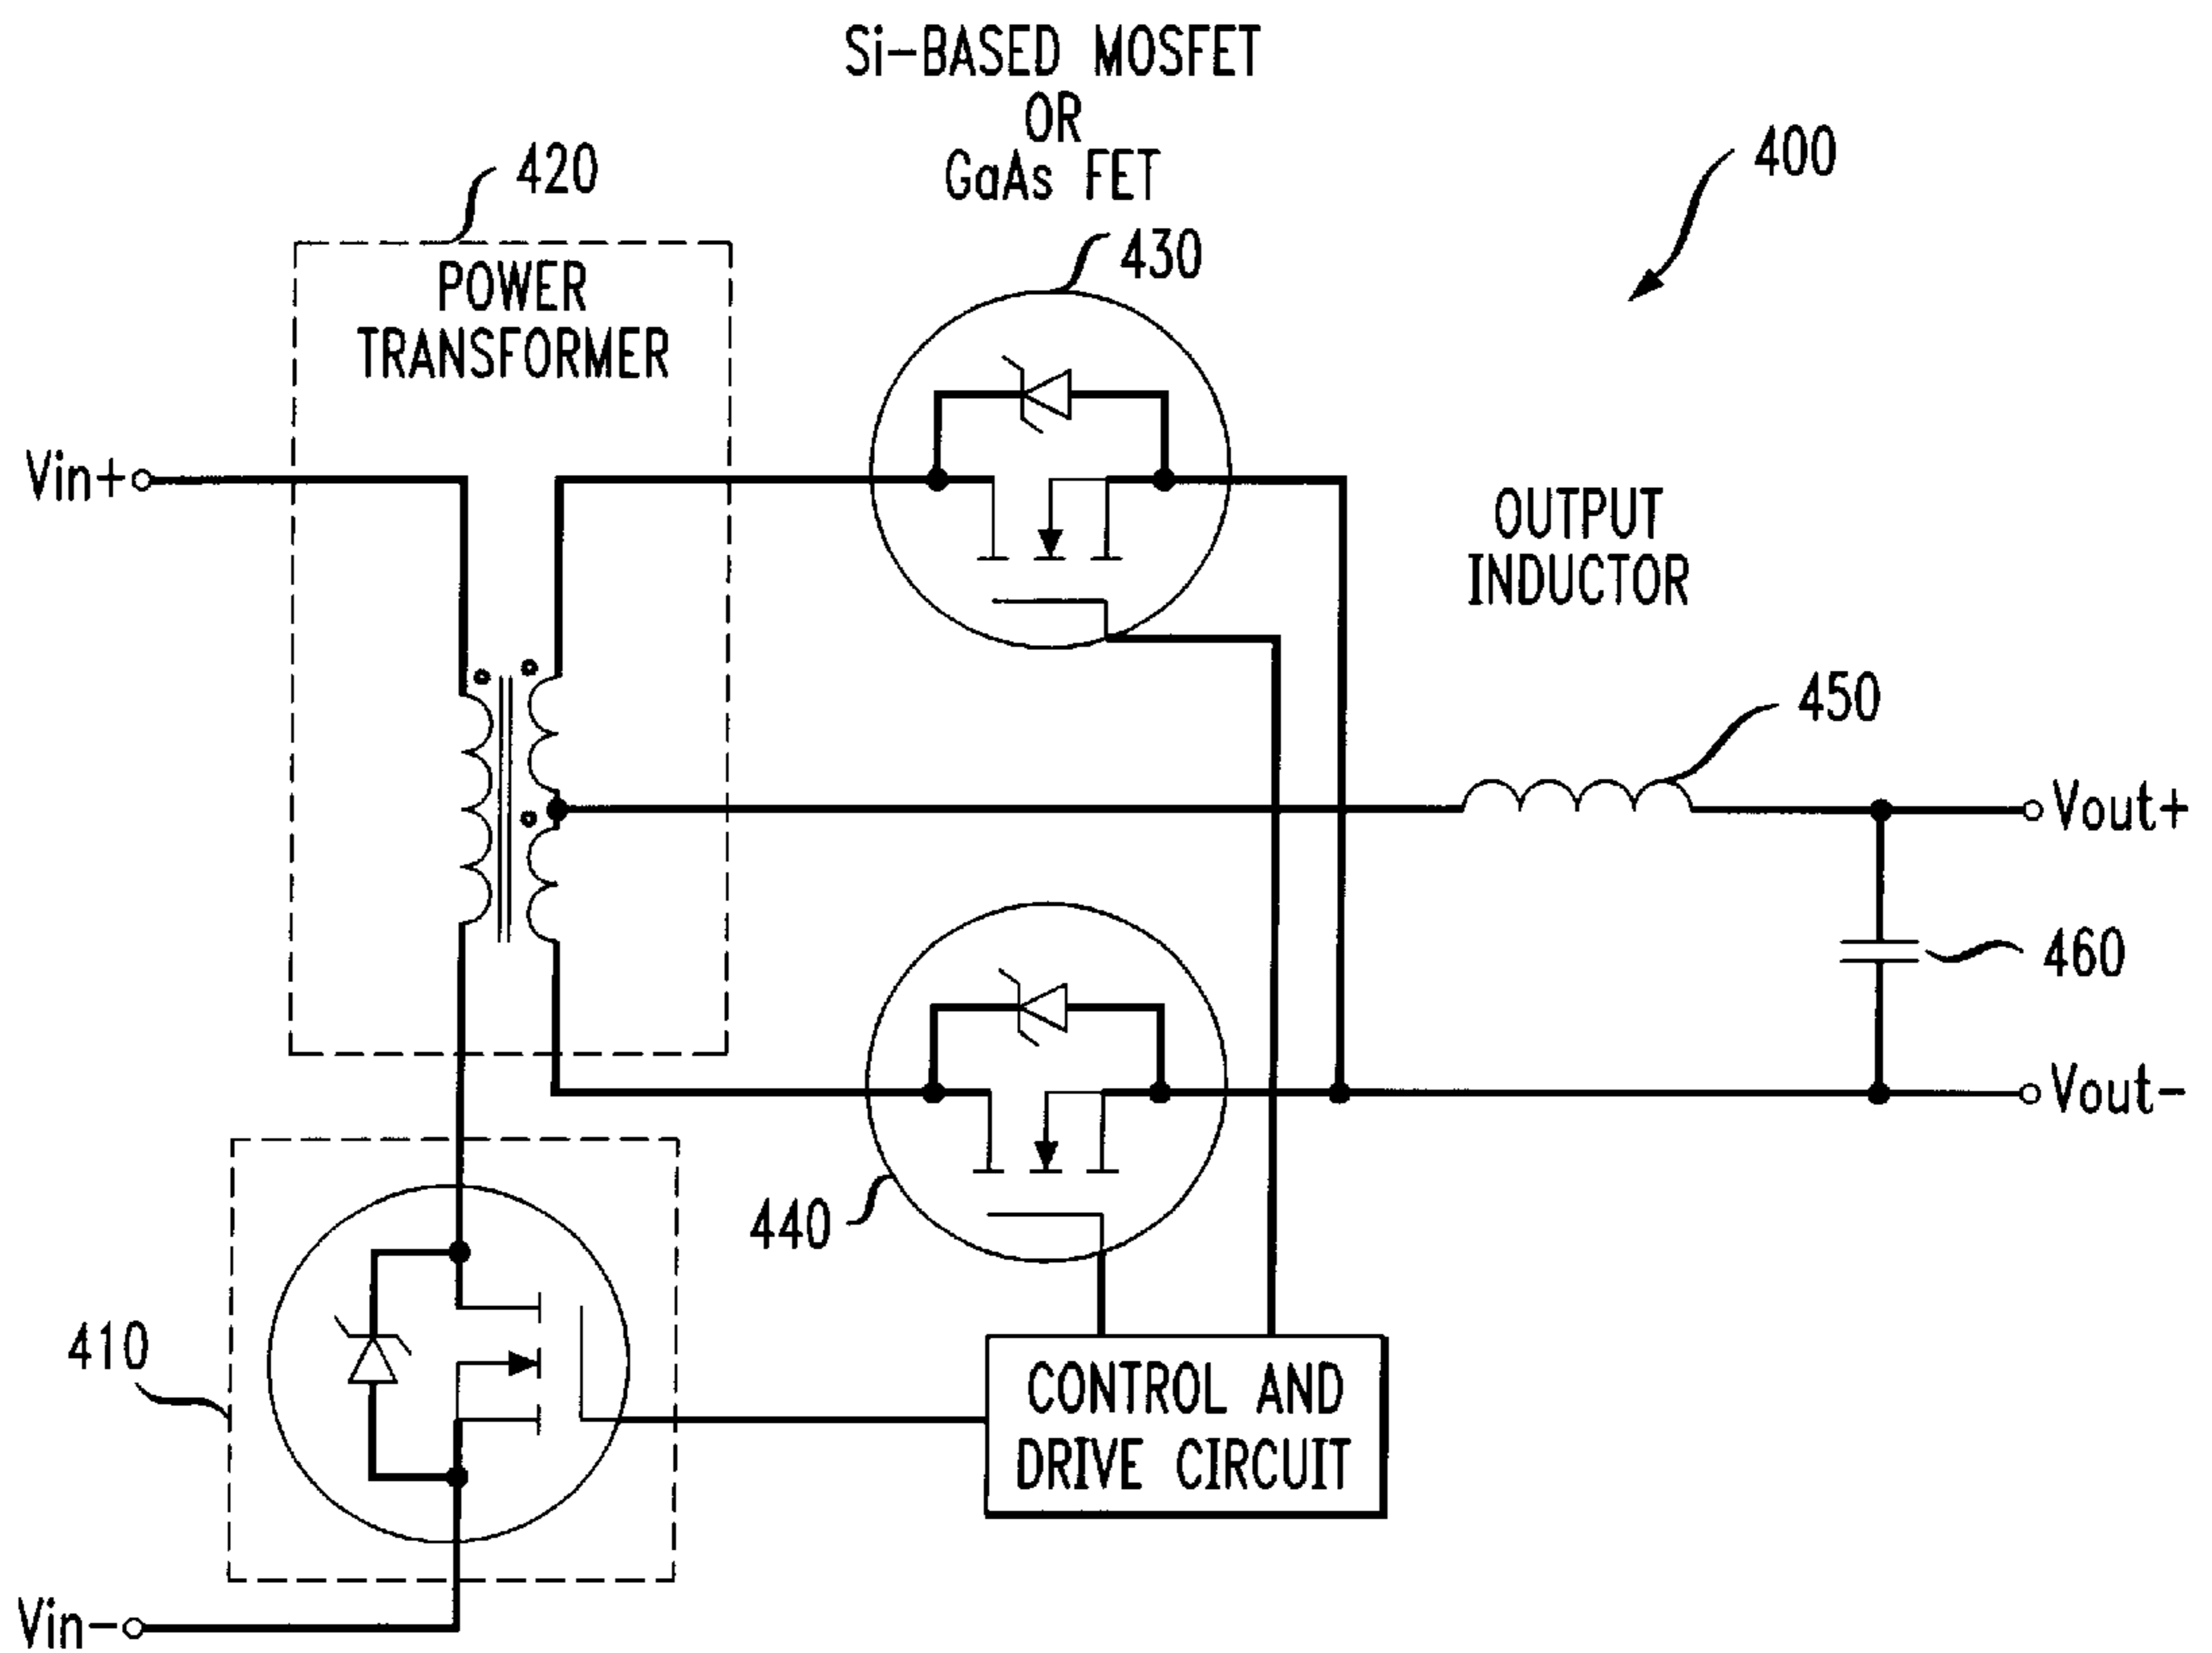 Si-BASED MOSFET
OR
GaAs FET
400
420
POWER
TRANSFORMER
430
Vin+
OUTPUT
INDUCTOR
450
Vout+
460
Vout-
440
410
CONTROL AND
DRIVE CIRCUIT
Vin-